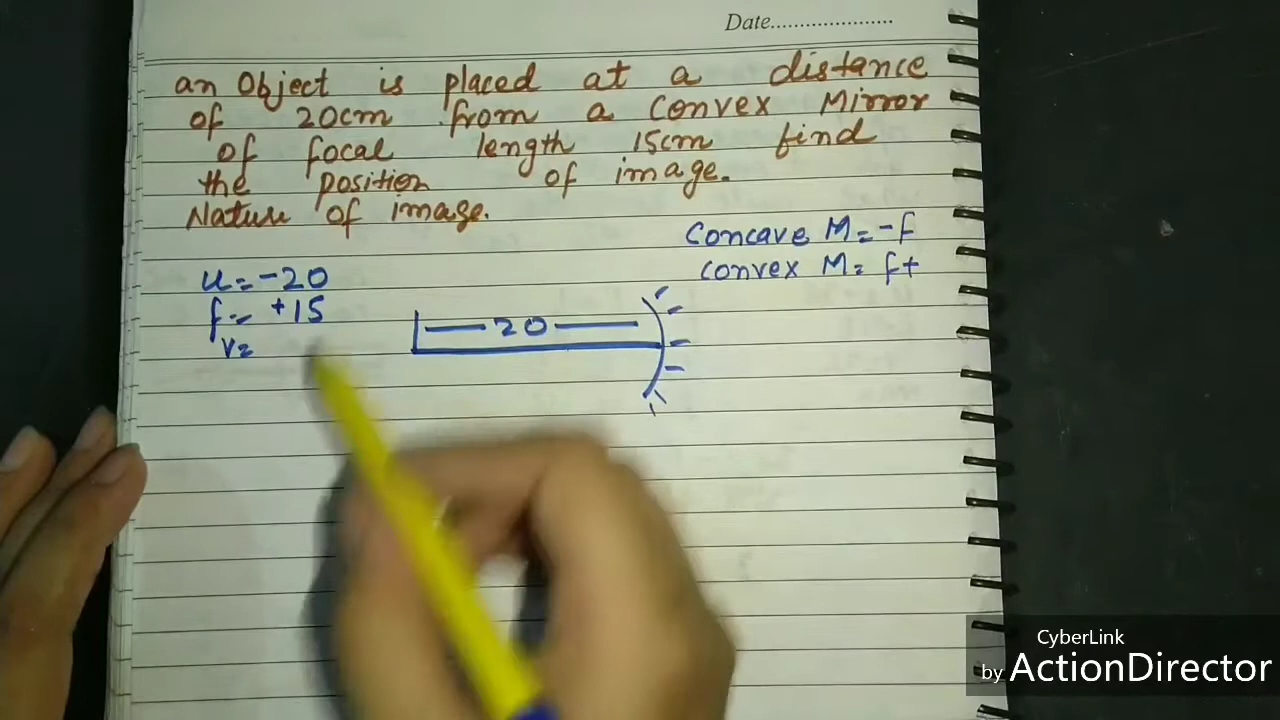 Date.....................
an Object is placed at a distance
of 20cm from a Convex Mirror
of focal length 15cm find
the position of image.
Nature of image.
Concave M = -f
Convex M = f+
u = -20
f = +15
v =
20
CyberLink
by ActionDirector